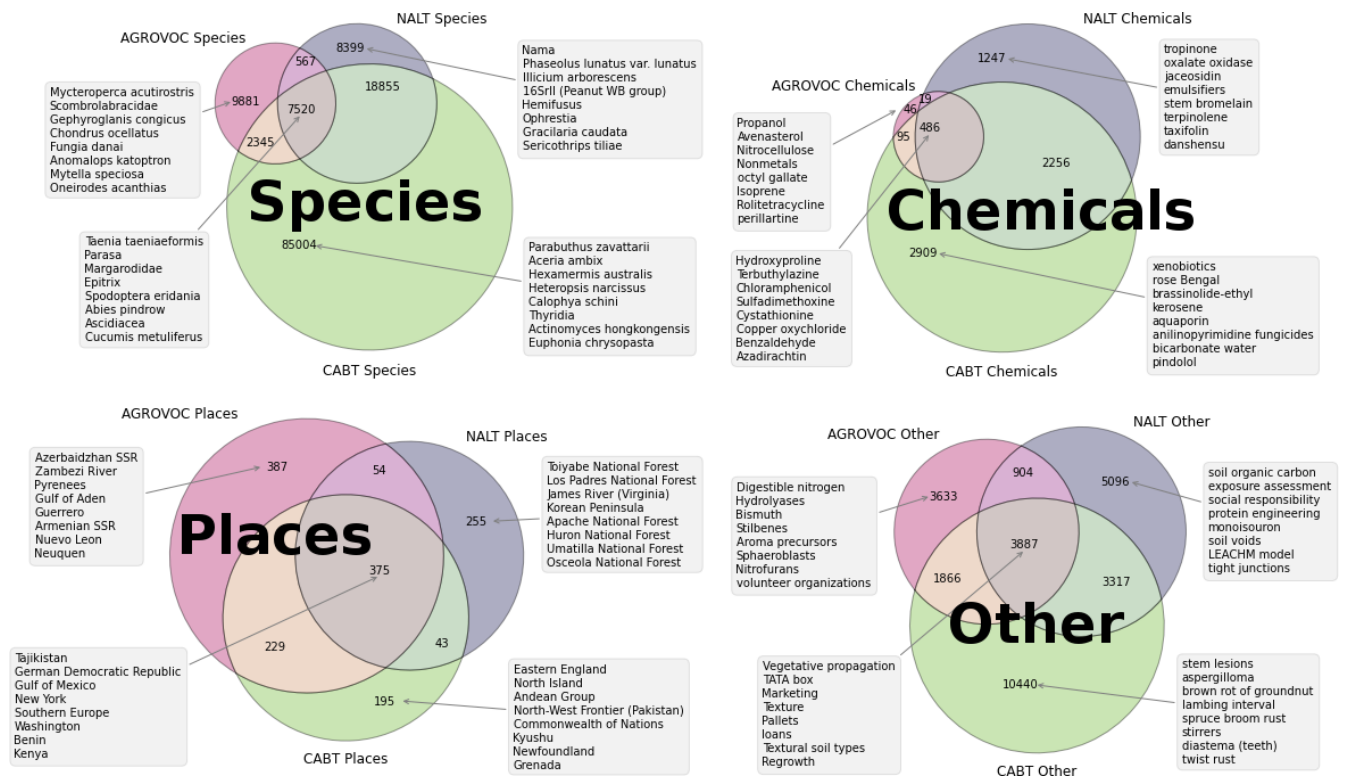 NALT Species
AGROVOC Species
8399
567
18855
9881
7520
2345
Species
85004
CABT Species
Mycteroperca acutirostris
Scombrolabracidae
Gephyroglanis congicus
Chondrus ocellatus
Fungia danai
Anomalops katoptron
Mytella speciosa
Oneirodes acanthias
Nama
Phaseolus lunatus var. lunatus
Illicium arborescens
16SrII (Peanut WB group)
Hemifusus
Ophrestia
Gracilaria caudata
Sericothrips tiliae
Taenia taeniaeformis
Parasa
Margarodidae
Epitrix
Spodoptera eridania
Abies pindrow
Ascidiacea
Cucumis metuliferus
Parabuthus zavattarii
Aceria ambix
Hexamermis australis
Heteropsis narcissus
Calophya schini
Thyridia
Actinomyces hongkongensis
Euphonia chrysopasta
NALT Chemicals
AGROVOC Chemicals
1247
19
46
486
95
2256
Chemicals
2909
CABT Chemicals
tropinone
oxalate oxidase
jaceosidin
emulsifiers
stem bromelain
terpinolene
taxifolin
danshensu
Propanol
Avenasterol
Nitrocellulose
Nonmetals
octyl gallate
Isoprene
Rolitetracycline
perillartine
Hydroxyproline
Terbuthylazine
Chloramphenicol
Sulfadimethoxine
Cystathionine
Copper oxychloride
Benzaldehyde
Azadirachtin
xenobiotics
rose Bengal
brassinolide-ethyl
kerosene
aquaporin
anilinopyrimidine fungicides
bicarbonate water
pindolol
AGROVOC Places
NALT Places
387
54
255
Places
375
229
43
195
CABT Places
Azerbaidzhan SSR
Zambezi River
Pyrenees
Gulf of Aden
Guerrero
Armenian SSR
Nuevo Leon
Neuquen
Toiyabe National Forest
Los Padres National Forest
James River (Virginia)
Korean Peninsula
Apache National Forest
Huron National Forest
Umatilla National Forest
Osceola National Forest
Tajikistan
German Democratic Republic
Gulf of Mexico
New York
Southern Europe
Washington
Benin
Kenya
Eastern England
North Island
Andean Group
North-West Frontier (Pakistan)
Commonwealth of Nations
Kyushu
Newfoundland
Grenada
NALT Other
AGROVOC Other
904
5096
3633
3887
1866
3317
Other
10440
CABT Other
Digestible nitrogen
Hydrolyases
Bismuth
Stilbenes
Aroma precursors
Sphaeroblasts
Nitrofurans
volunteer organizations
soil organic carbon
exposure assessment
social responsibility
protein engineering
monoisouron
soil voids
LEACHM model
tight junctions
Vegetative propagation
TATA box
Marketing
Texture
Pallets
loans
Textural soil types
Regrowth
stem lesions
aspergilloma
brown rot of groundnut
lambing interval
spruce broom rust
stirrers
diastema (teeth)
twist rust